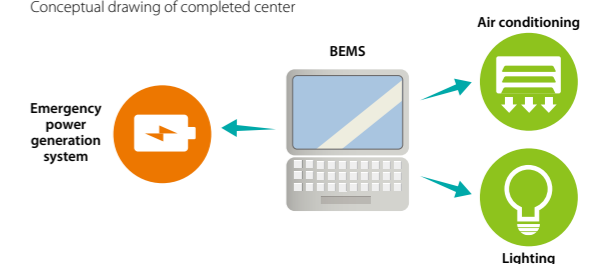 Conceptual drawing of completed center
Air conditioning
BEMS
Emergency
power
generation
system
Lighting